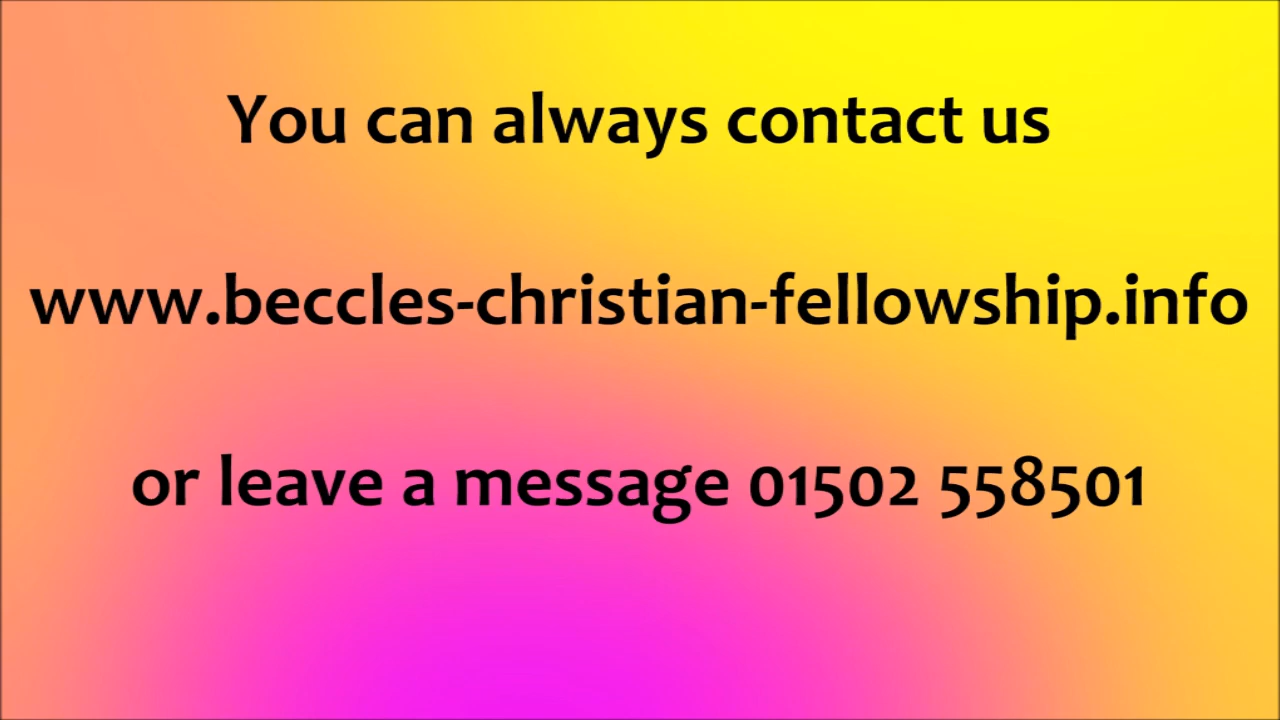 You can always contact us
www.beccles-christian-fellowship.info
or leave a message 01502 558501